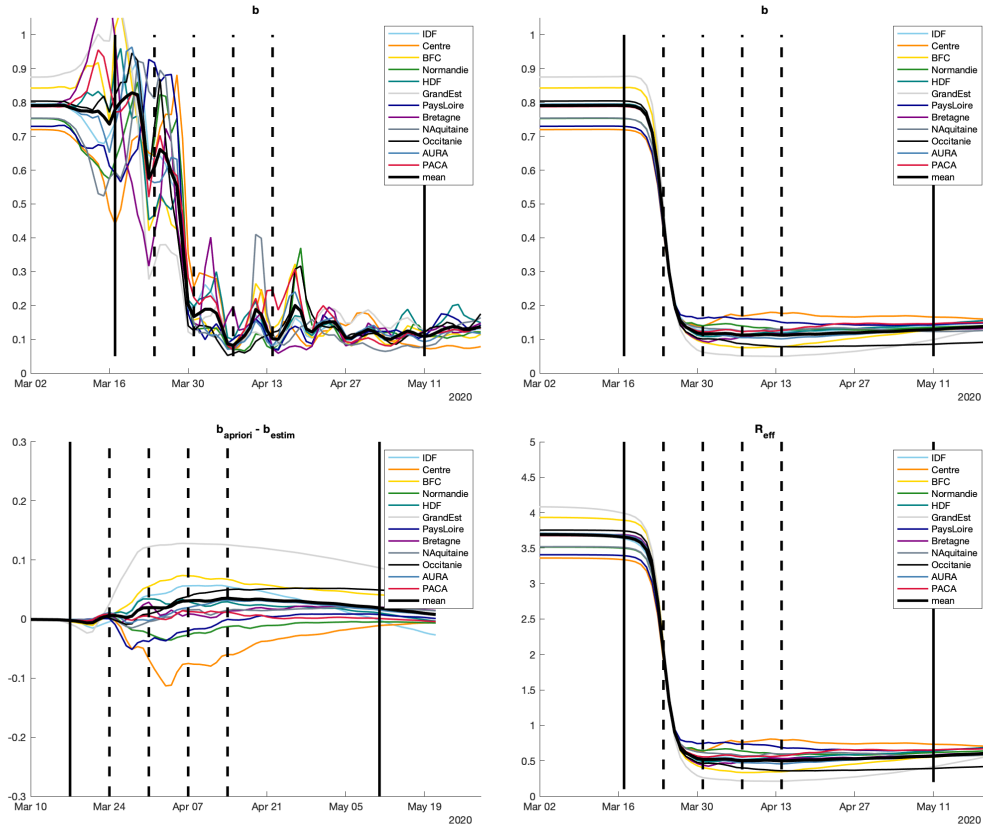 b
1
0.9
0.8
0.7
0.6
0.5
0.4
0.3
0.2
0.1
0
Mar 02
Mar 16
Mar 30
Apr 13
Apr 27
May 11
2020
IDF
Centre
BFC
Normandie
HDF
GrandEst
PaysLoire
Bretagne
NAquitaine
Occitanie
AURA
PACA
mean
b
1
0.9
0.8
0.7
0.6
0.5
0.4
0.3
0.2
0.1
0
Mar 02
Mar 16
Mar 30
Apr 13
Apr 27
May 11
2020
IDF
Centre
BFC
Normandie
HDF
GrandEst
PaysLoire
Bretagne
NAquitaine
Occitanie
AURA
PACA
mean
b_apriori - b_estim
0.3
0.2
0.1
0
-0.1
-0.2
-0.3
Mar 10
Mar 24
Apr 07
Apr 21
May 05
May 19
2020
IDF
Centre
BFC
Normandie
HDF
GrandEst
PaysLoire
Bretagne
NAquitaine
Occitanie
AURA
PACA
mean
R_eff
5
4.5
4
3.5
3
2.5
2
1.5
1
0.5
0
Mar 02
Mar 16
Mar 30
Apr 13
Apr 27
May 11
2020
IDF
Centre
BFC
Normandie
HDF
GrandEst
PaysLoire
Bretagne
NAquitaine
Occitanie
AURA
PACA
mean